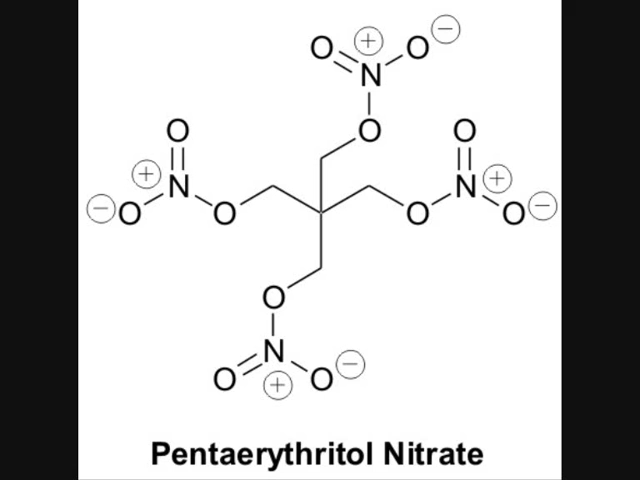 O N⊕ O⊖
O
O O
⊕ N ⊖O O O N⊕ O⊖
O
N
O ⊕ O⊖
Pentaerythritol Nitrate